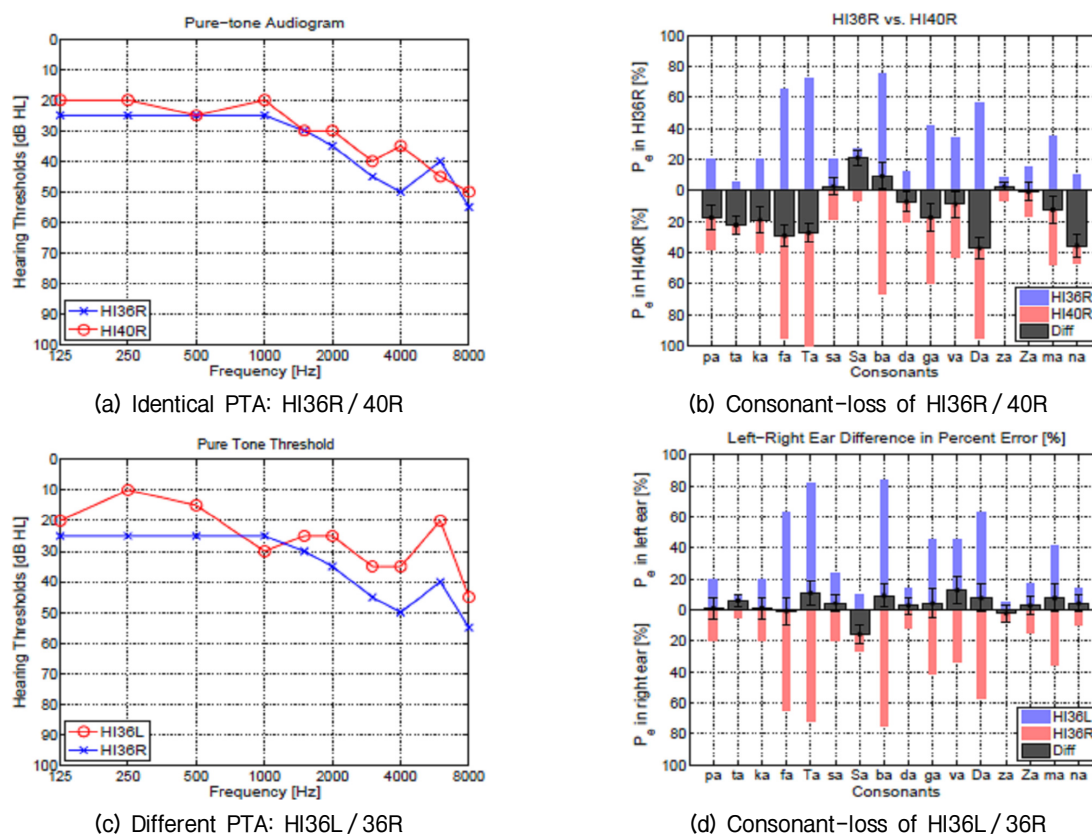 Pure-tone Audiogram
0
10
20
30
40
50
60
70
80
90
100
Hearing Thresholds [dB HL]
HI36R
HI40R
125 250 500 1000 2000 4000 8000
Frequency [Hz]
(a) Identical PTA: HI36R / 40R
HI36R vs. HI40R
100
80
60
40
20
0
20
40
60
80
100
P_e in HI36R [%]
P_e in HI40R [%]
HI36R
HI40R
Diff
pa ta ka fa Ta sa Sa ba da ga va Da za Za ma na
Consonants
(b) Consonant-loss of HI36R / 40R
Pure Tone Threshold
0
10
20
30
40
50
60
70
80
90
100
Hearing Thresholds [dB HL]
HI36L
HI36R
125 250 500 1000 2000 4000 8000
Frequency [Hz]
(c) Different PTA: HI36L / 36R
Left-Right Ear Difference in Percent Error [%]
100
80
60
40
20
0
20
40
60
80
100
P_e in left ear [%]
P_e in right ear [%]
HI36L
HI36R
Diff
pa ta ka fa Ta sa Sa ba da ga va Da za Za ma na
Consonants
(d) Consonant-loss of HI36L / 36R